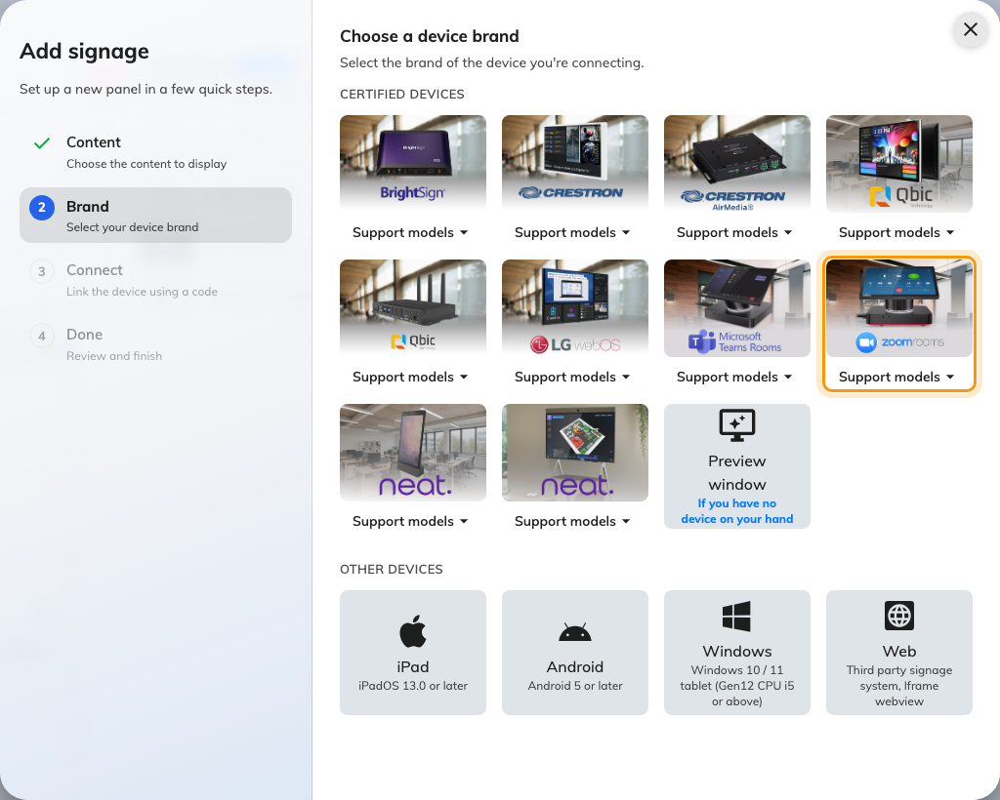 Add signage
Set up a new panel in a few quick steps.
Content
Choose the content to display
2
Brand
Select your device brand
3
Connect
Link the device using a code
4
Done
Review and finish
Choose a device brand
Select the brand of the device you're connecting.
CERTIFIED DEVICES
BrightSign
BrightSign
CRESTRON
CRESTRON
AirMedia®
Qbic
Technology
Support models
Support models
Support models
Support models
Qbic
LG webOS
Microsoft
Teams Rooms
zoomrooms
Support models
Support models
Support models
Support models
neat.
neat.
Preview
window
If you have no
device on your hand
Support models
Support models
OTHER DEVICES
iPad
iPadOS 13.0 or later
Android
Android 5 or later
Windows
Windows 10 / 11
tablet (Gen12 CPU i5
or above)
Web
Third party signage
system, Iframe
webview